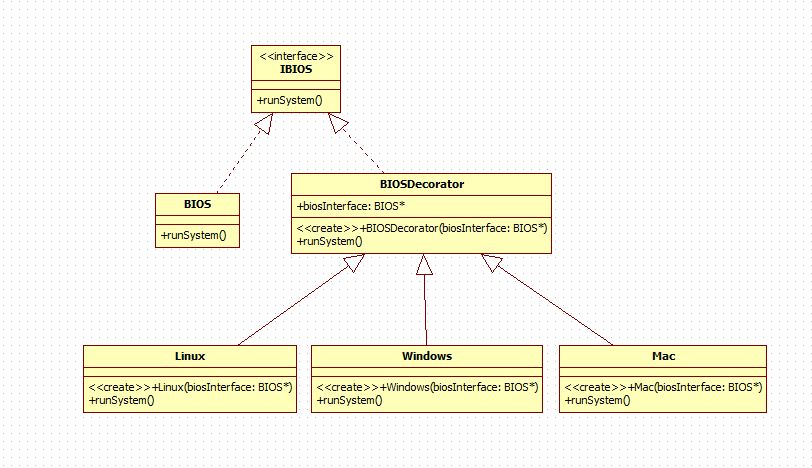 <<interface>>
IBIOS
+runSystem()
BIOS
+runSystem()
BIOSDecorator
+biosInterface: BIOS*
<<create>>+BIOSDecorator(biosInterface: BIOS*)
+runSystem()
Linux
<<create>>+Linux(biosInterface: BIOS*)
+runSystem()
Windows
<<create>>+Windows(biosInterface: BIOS*)
+runSystem()
Mac
<<create>>+Mac(biosInterface: BIOS*)
+runSystem()